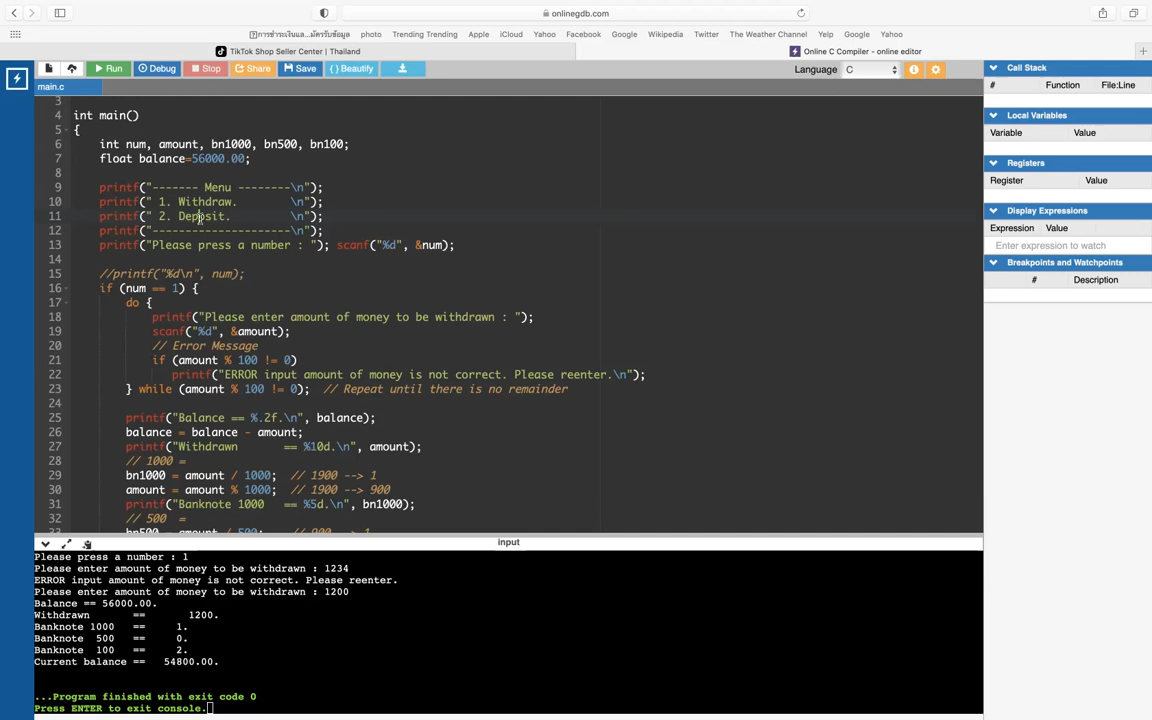 onlinegdb.com
photo Trending Trending Apple iCloud Yahoo Facebook Google Wikipedia Twitter The Weather Channel Yelp Google Yahoo
TikTok Shop Seller Center | Thailand
Online C Compiler - online editor
Run Debug Stop Share Save { } Beautify
Language C
main.c
3
4 int main()
5 {
6 int num, amount, bn1000, bn500, bn100;
7 float balance=56000.00;
8
9 printf("------- Menu --------\n");
10 printf(" 1. Withdraw. \n");
11 printf(" 2. Deposit. \n");
12 printf("---------------------\n");
13 printf("Please press a number : "); scanf("%d", &num);
14
15 //printf("%d\n", num);
16 if (num == 1) {
17 do {
18 printf("Please enter amount of money to be withdrawn : ");
19 scanf("%d", &amount);
20 // Error Message
21 if (amount % 100 != 0)
22 printf("ERROR input amount of money is not correct. Please reenter.\n");
23 } while (amount % 100 != 0); // Repeat until there is no remainder
24
25 printf("Balance == %.2f.\n", balance);
26 balance = balance - amount;
27 printf("Withdrawn == %10d.\n", amount);
28 // 1000 =
29 bn1000 = amount / 1000; // 1900 --> 1
30 amount = amount % 1000; // 1900 --> 900
31 printf("Banknote 1000 == %5d.\n", bn1000);
32 // 500 =
33 bn500 = amount / 500; // 900 --> 1
input
Please press a number : 1
Please enter amount of money to be withdrawn : 1234
ERROR input amount of money is not correct. Please reenter.
Please enter amount of money to be withdrawn : 1200
Balance == 56000.00.
Withdrawn == 1200.
Banknote 1000 == 1.
Banknote 500 == 0.
Banknote 100 == 2.
Current balance == 54800.00.
...Program finished with exit code 0
Press ENTER to exit console.
Call Stack
# Function File:Line
Local Variables
Variable Value
Registers
Register Value
Display Expressions
Expression Value
Enter expression to watch
Breakpoints and Watchpoints
# Description